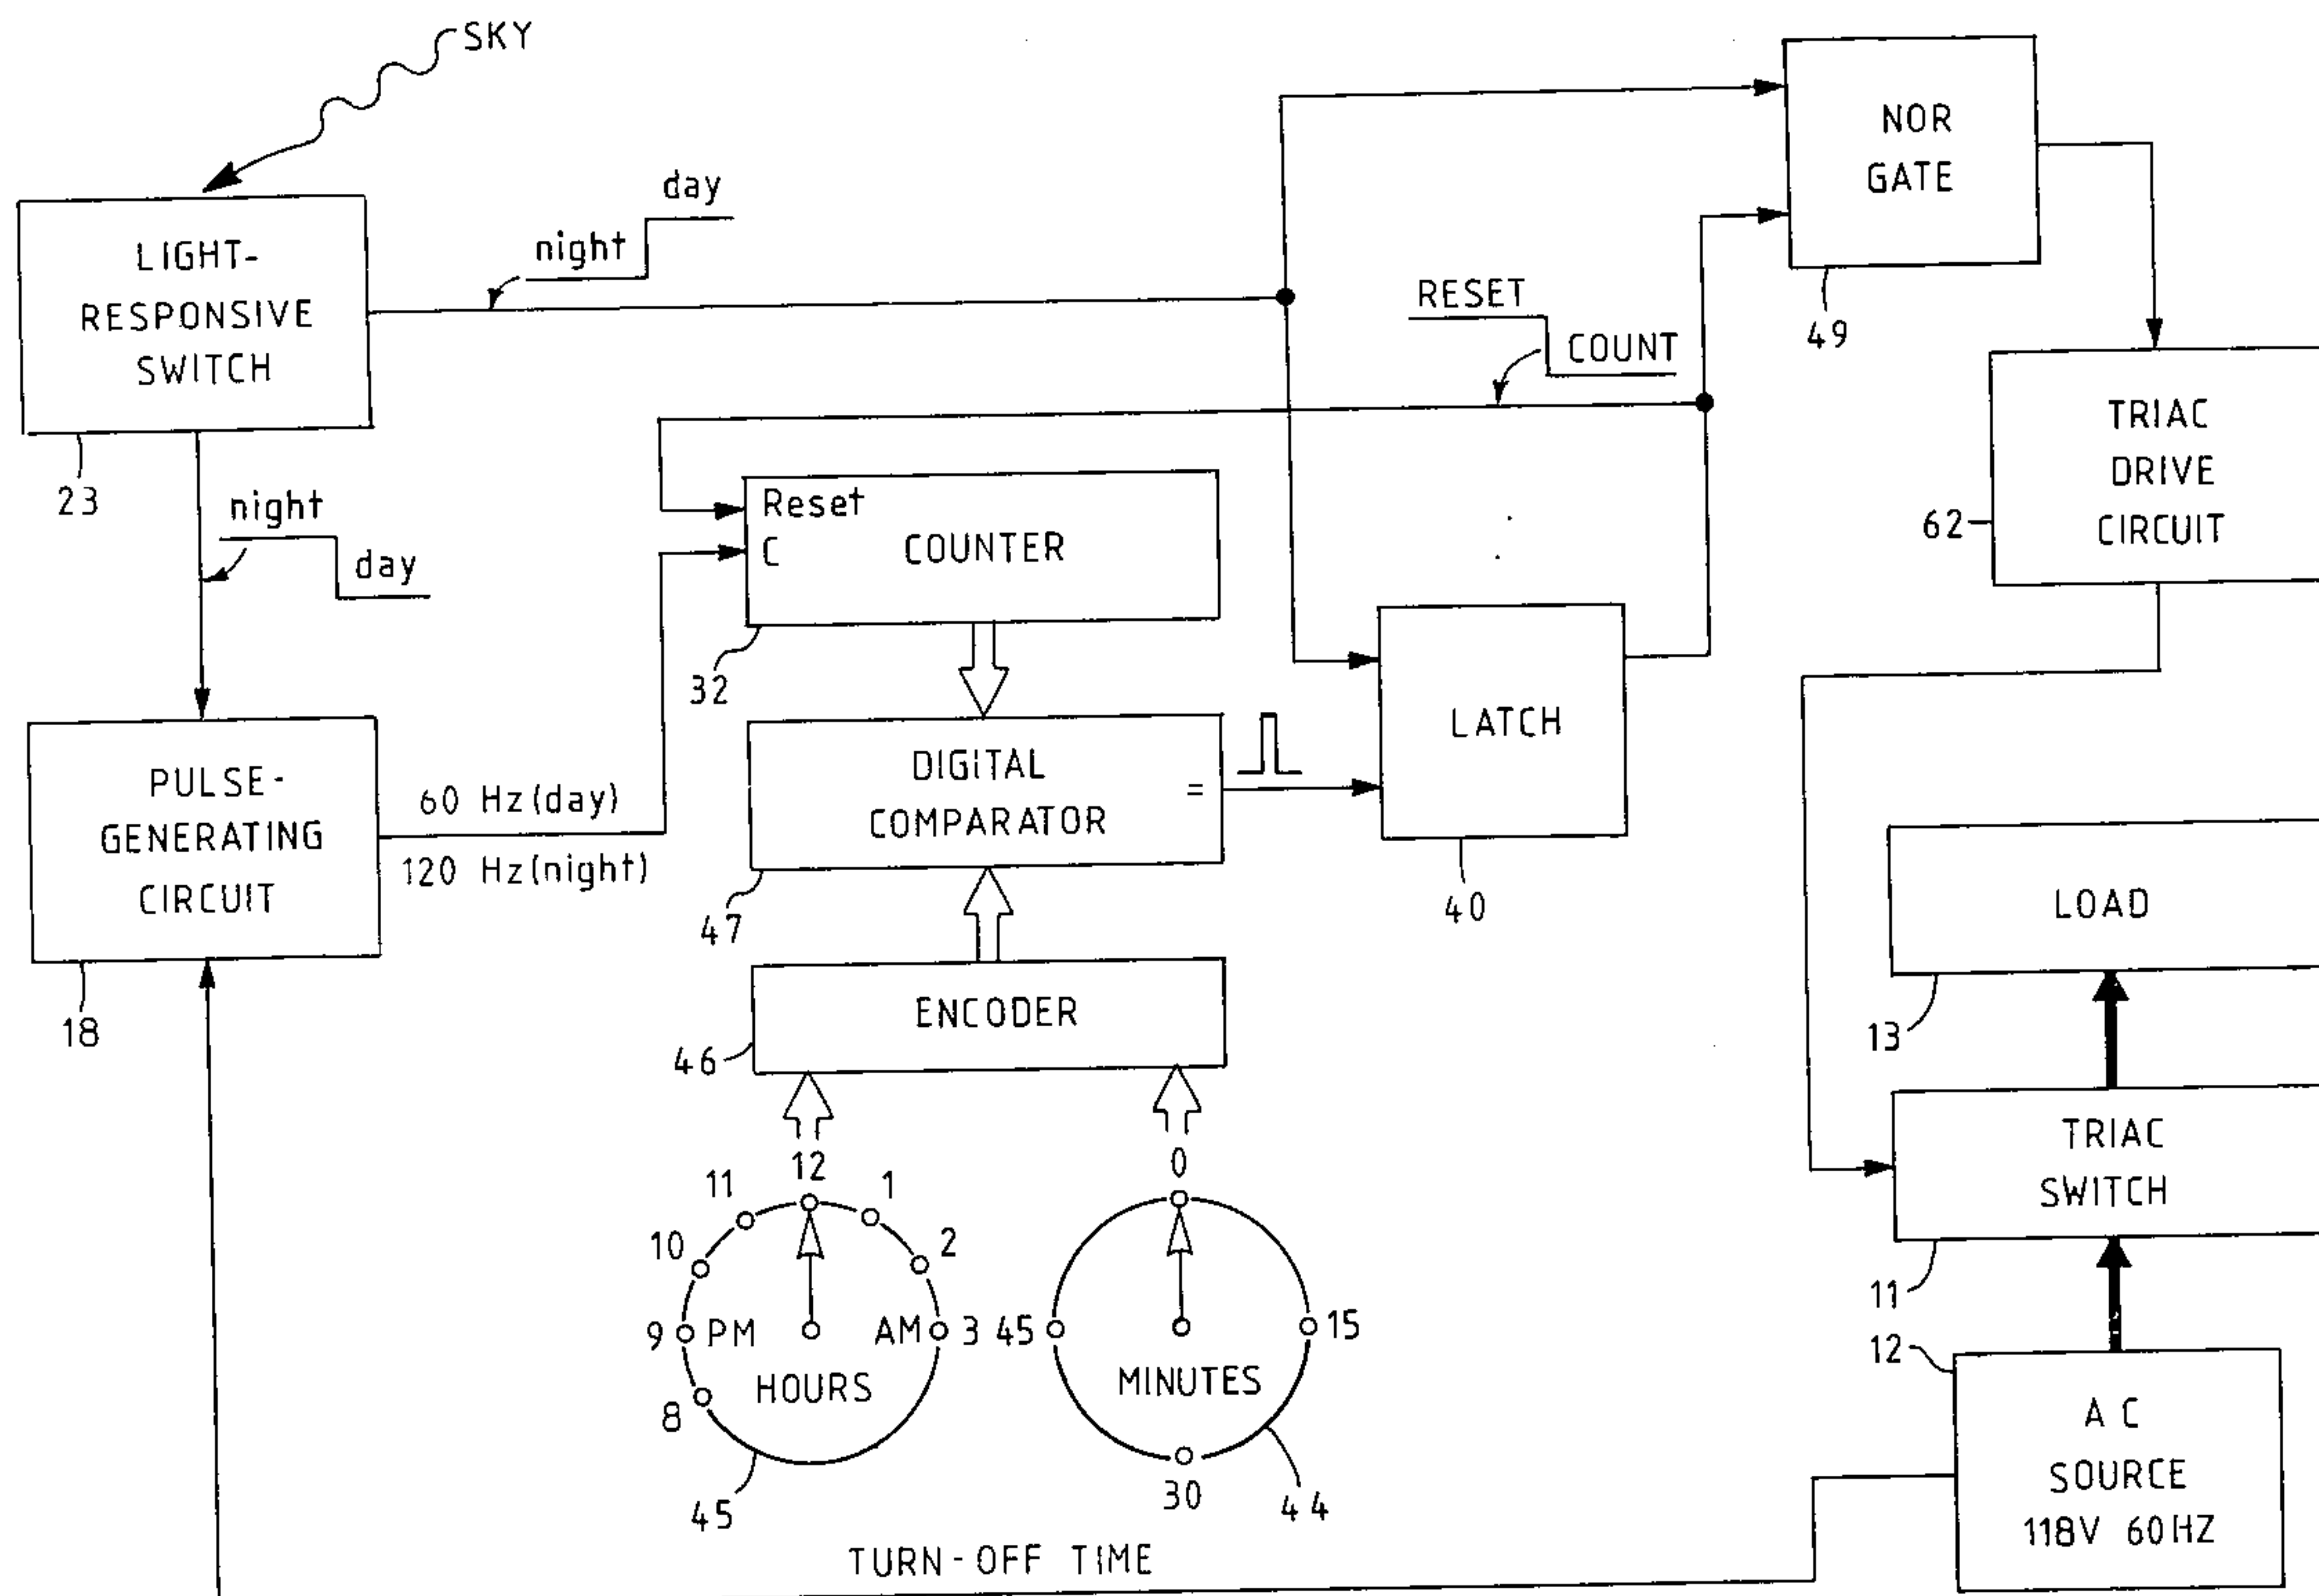 SKY
LIGHT-
RESPONSIVE
SWITCH
23
night
day
night
day
RESET
COUNT
NOR
GATE
49
TRIAC
DRIVE
CIRCUIT
62
Reset
C
COUNTER
32
PULSE-
GENERATING
CIRCUIT
18
60 Hz (day)
120 Hz (night)
DIGITAL
COMPARATOR
=
47
LATCH
40
ENCODER
46
LOAD
13
TRIAC
SWITCH
11
12
AC
SOURCE
118V 60HZ
12
11
1
10
2
9
PM
AM
3
HOURS
8
45
0
45
15
MINUTES
30
44
TURN-OFF TIME